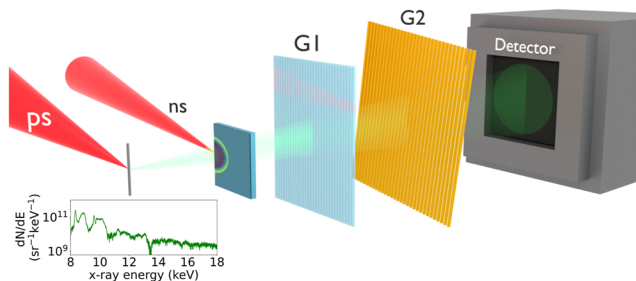 G1
G2
Detector
ps
ns
dN/dE
(sr⁻¹keV⁻¹)
10¹¹
10⁹
8 10 12 14 16 18
x-ray energy (keV)